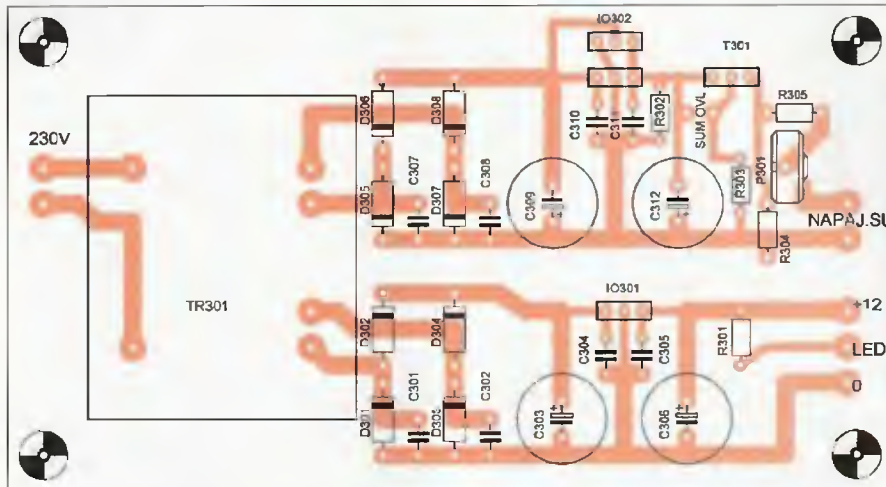 IO302
T301
D306
D308
C310
C311
R302
SUM OVL
R305
230V
C307
C308
P301
D305
D307
C309
C312
R303
NAPAJ.SU
R304
TR301
IO301
+12
D302
D304
C304
C305
R301
LED
C301
C302
0
D301
D303
C303
C306